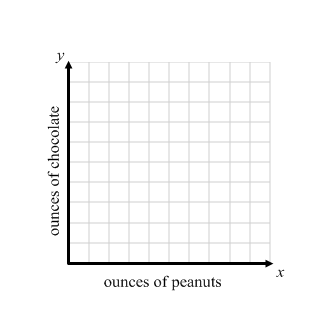 y
ounces of chocolate
x
ounces of peanuts